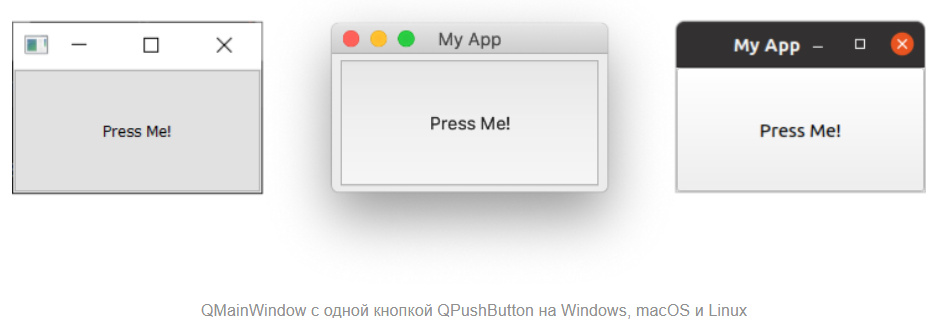 My App
My App
Press Me!
Press Me!
Press Me!
QMainWindow с одной кнопкой QPushButton на Windows, macOS и Linux